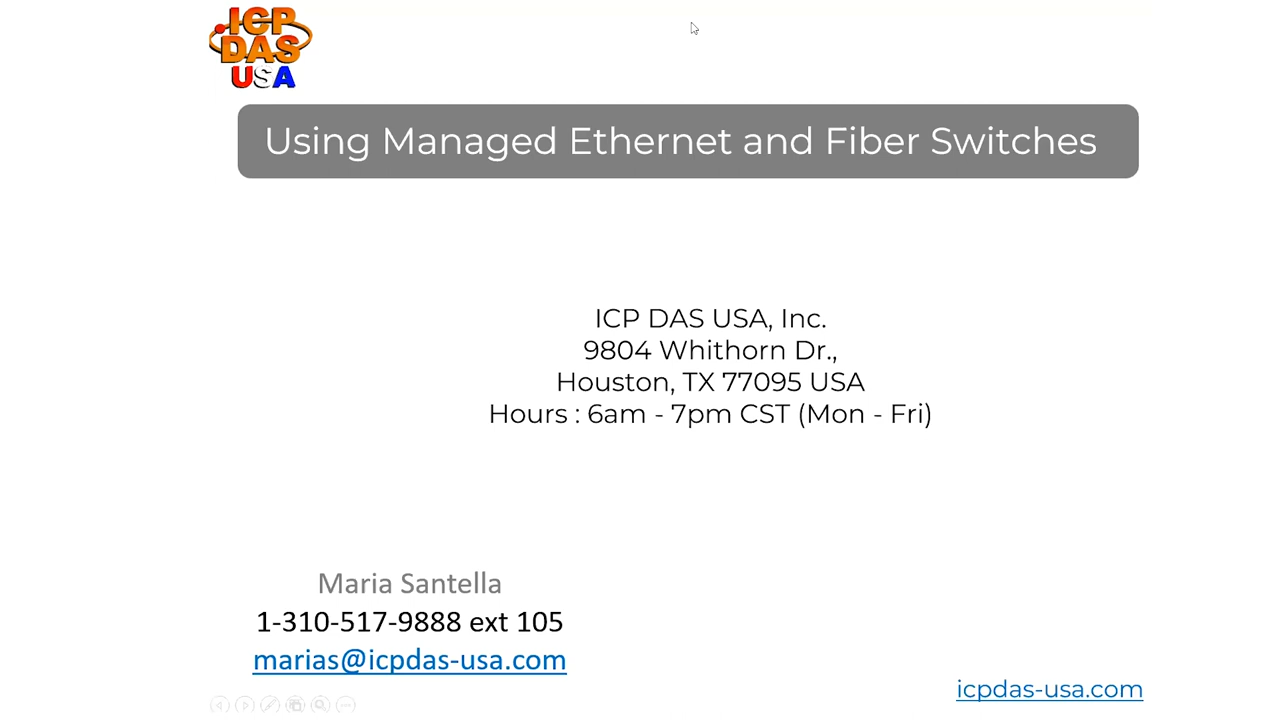 ICP
DAS
USA
Using Managed Ethernet and Fiber Switches
ICP DAS USA, Inc.
9804 Whithorn Dr.,
Houston, TX 77095 USA
Hours : 6am - 7pm CST (Mon - Fri)
Maria Santella
1-310-517-9888 ext 105
marias@icpdas-usa.com
icpdas-usa.com